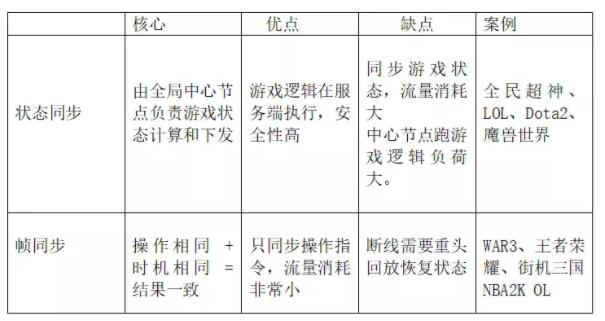 核心 优点 缺点 案例
状态同步
由全局中心节
点负责游戏状
态计算和下发
游戏逻辑在服
务端执行，安
全性高
同步游戏状
态，流量消耗
大
中心节点跑游
戏逻辑负荷
大。
全民超神、
LOL、Dota2、
魔兽世界
帧同步
操作相同 +
时机相同 =
结果一致
只同步操作指
令，流量消耗
非常小
断线需要重头
回放恢复状态
WAR3、王者荣
耀、街机三国
NBA2K OL